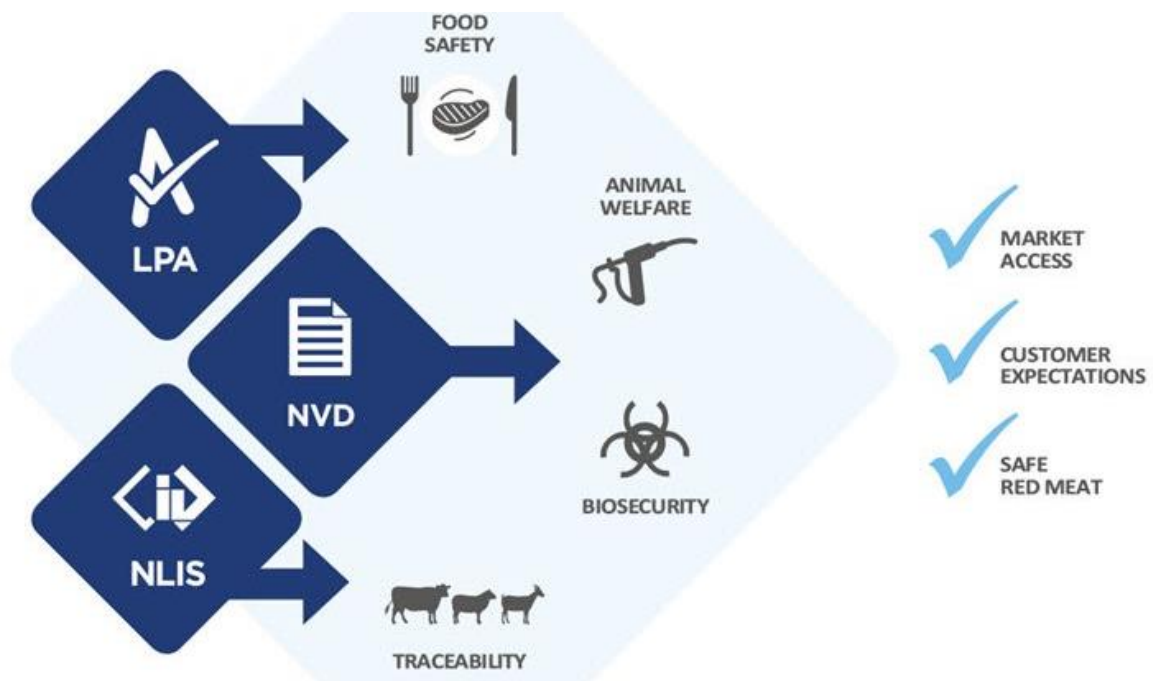 FOOD
SAFETY
LPA
ANIMAL
WELFARE
MARKET
ACCESS
NVD
CUSTOMER
EXPECTATIONS
BIOSECURITY
SAFE
RED MEAT
NLIS
TRACEABILITY